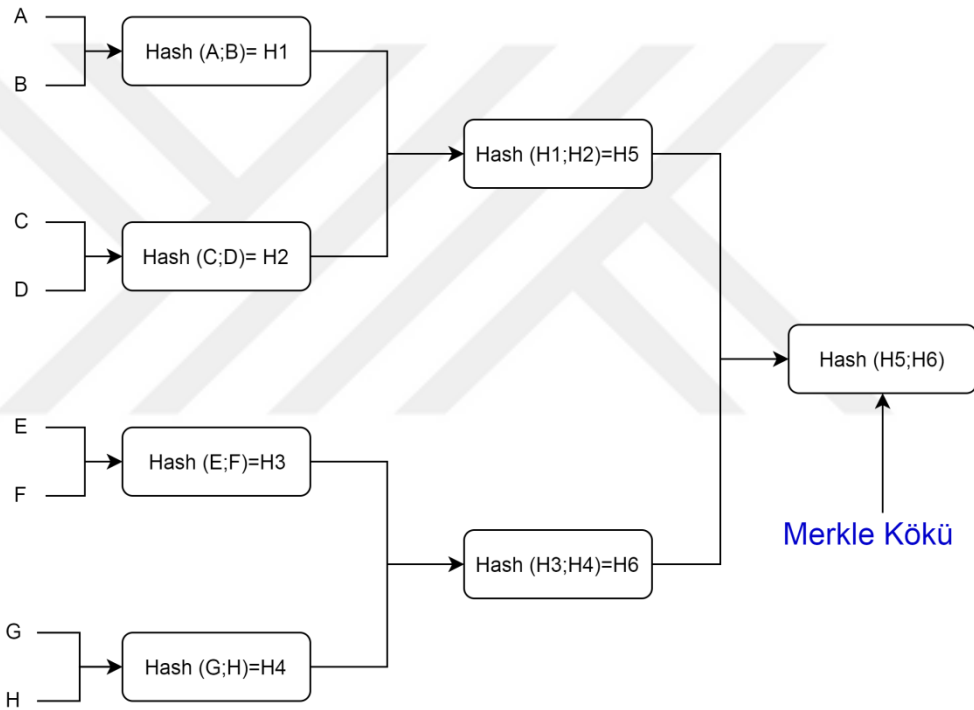 A
B
Hash (A;B)= H1
C
D
Hash (C;D)= H2
Hash (H1;H2)=H5
E
F
Hash (E;F)=H3
G
H
Hash (G;H)=H4
Hash (H3;H4)=H6
Hash (H5;H6)
Merkle Kökü